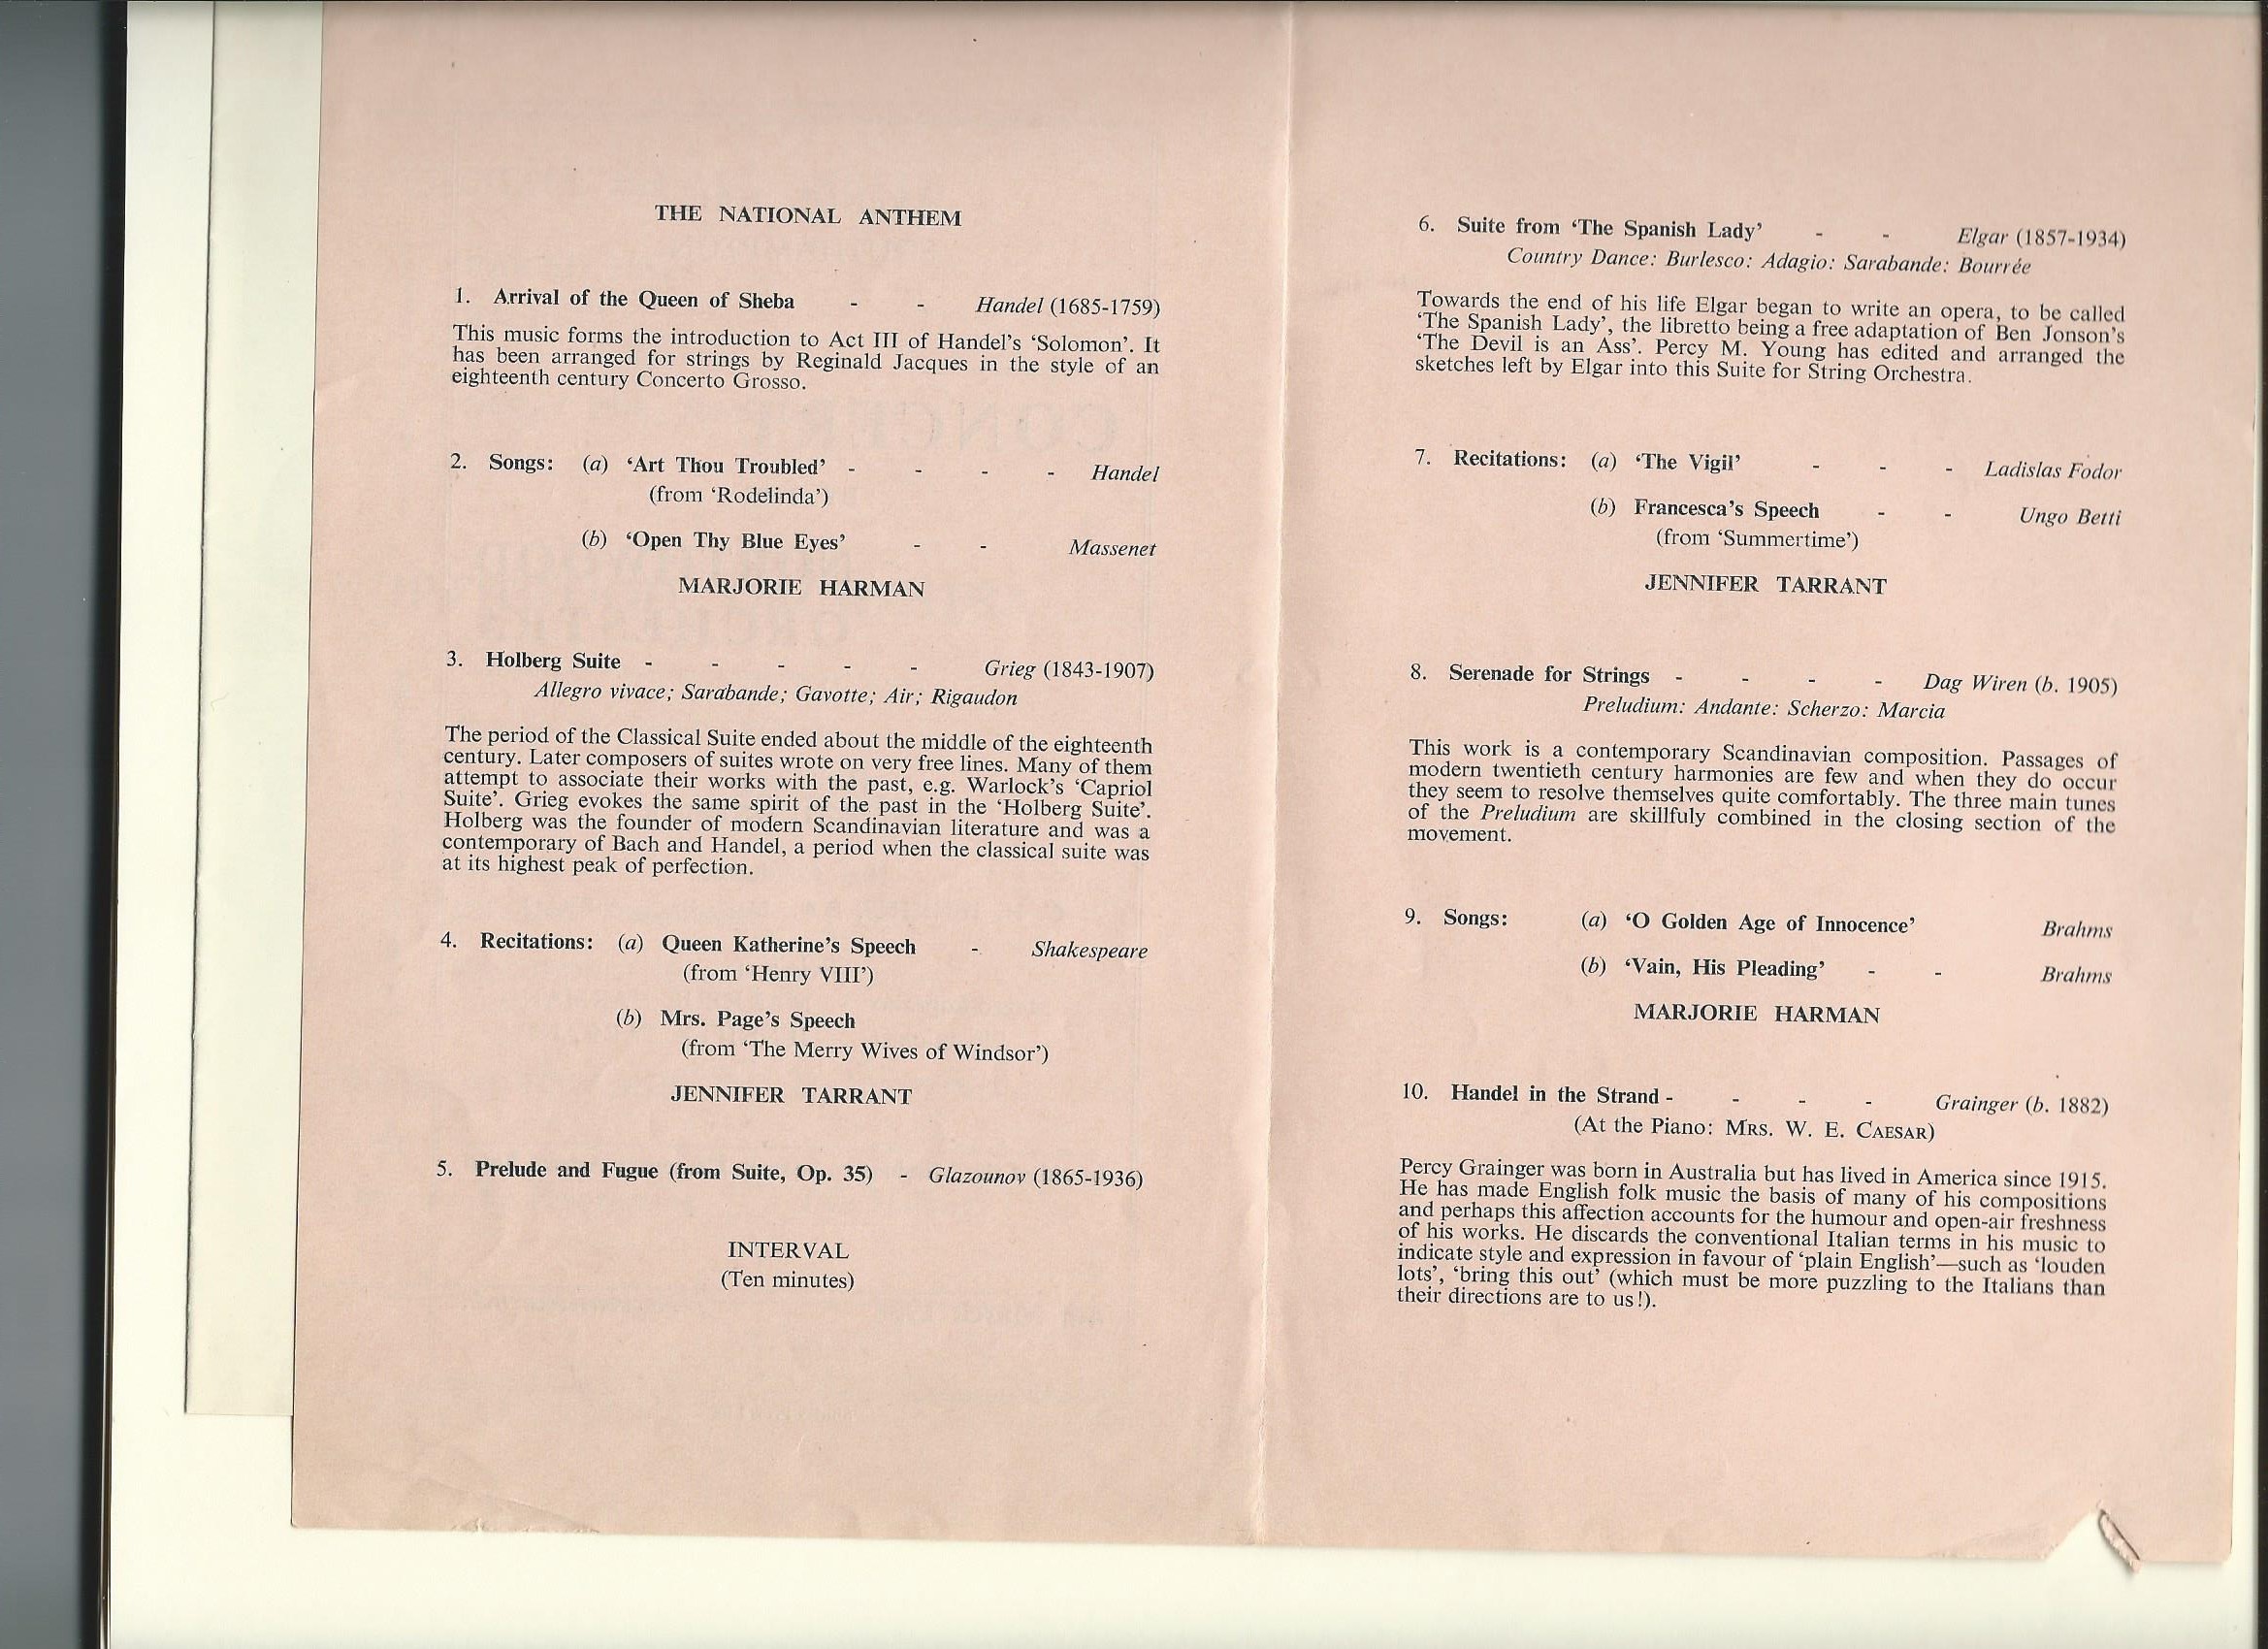 THE NATIONAL ANTHEM
1. Arrival of the Queen of Sheba - - Handel (1685-1759)
This music forms the introduction to Act III of Handel's 'Solomon'. It
has been arranged for strings by Reginald Jacques in the style of an
eighteenth century Concerto Grosso.
2. Songs: (a) 'Art Thou Troubled' - - - - Handel
(from 'Rodelinda')
(b) 'Open Thy Blue Eyes' - - Massenet
MARJORIE HARMAN
3. Holberg Suite - - - - - Grieg (1843-1907)
Allegro vivace; Sarabande; Gavotte; Air; Rigaudon
The period of the Classical Suite ended about the middle of the eighteenth
century. Later composers of suites wrote on very free lines. Many of them
attempt to associate their works with the past, e.g. Warlock's 'Capriol
Suite'. Grieg evokes the same spirit of the past in the 'Holberg Suite'.
Holberg was the founder of modern Scandinavian literature and was a
contemporary of Bach and Handel, a period when the classical suite was
at its highest peak of perfection.
4. Recitations: (a) Queen Katherine's Speech - Shakespeare
(from 'Henry VIII')
(b) Mrs. Page's Speech
(from 'The Merry Wives of Windsor')
JENNIFER TARRANT
5. Prelude and Fugue (from Suite, Op. 35) - Glazounov (1865-1936)
INTERVAL
(Ten minutes)
6. Suite from 'The Spanish Lady' - - Elgar (1857-1934)
Country Dance: Burlesco: Adagio: Sarabande: Bourrée
Towards the end of his life Elgar began to write an opera, to be called
'The Spanish Lady', the libretto being a free adaptation of Ben Jonson's
'The Devil is an Ass'. Percy M. Young has edited and arranged the
sketches left by Elgar into this Suite for String Orchestra.
7. Recitations: (a) 'The Vigil' - - - Ladislas Fodor
(b) Francesca's Speech - - Ungo Betti
(from 'Summertime')
JENNIFER TARRANT
8. Serenade for Strings - - - - Dag Wiren (b. 1905)
Preludium: Andante: Scherzo: Marcia
This work is a contemporary Scandinavian composition. Passages of
modern twentieth century harmonies are few and when they do occur
they seem to resolve themselves quite comfortably. The three main tunes
of the Preludium are skillfuly combined in the closing section of the
movement.
9. Songs: (a) 'O Golden Age of Innocence' Brahms
(b) 'Vain, His Pleading' - - Brahms
MARJORIE HARMAN
10. Handel in the Strand - - - - Grainger (b. 1882)
(At the Piano: MRS. W. E. CAESAR)
Percy Grainger was born in Australia but has lived in America since 1915.
He has made English folk music the basis of many of his compositions
and perhaps this affection accounts for the humour and open-air freshness
of his works. He discards the conventional Italian terms in his music to
indicate style and expression in favour of 'plain English'—such as 'louden
lots', 'bring this out' (which must be more puzzling to the Italians than
their directions are to us!).